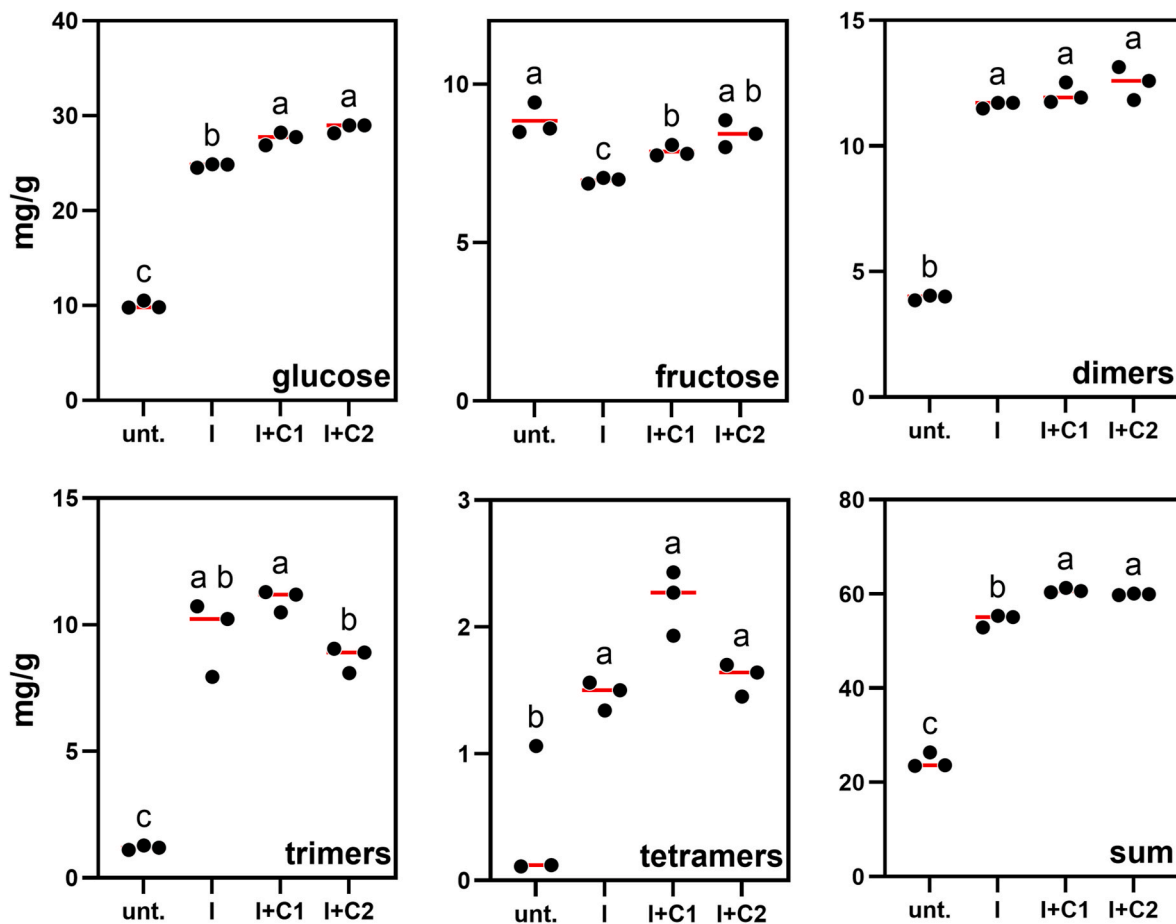 40
30
20
10
0
mg/g
c
b
a
a
glucose
unt. I I+C1 I+C2
10
5
0
a
c
b
a b
fructose
unt. I I+C1 I+C2
15
10
5
0
b
a
a
a
dimers
unt. I I+C1 I+C2
15
10
5
0
mg/g
c
a b
a
b
trimers
unt. I I+C1 I+C2
3
2
1
0
b
a
a
a
tetramers
unt. I I+C1 I+C2
80
60
40
20
0
c
b
a
a
sum
unt. I I+C1 I+C2